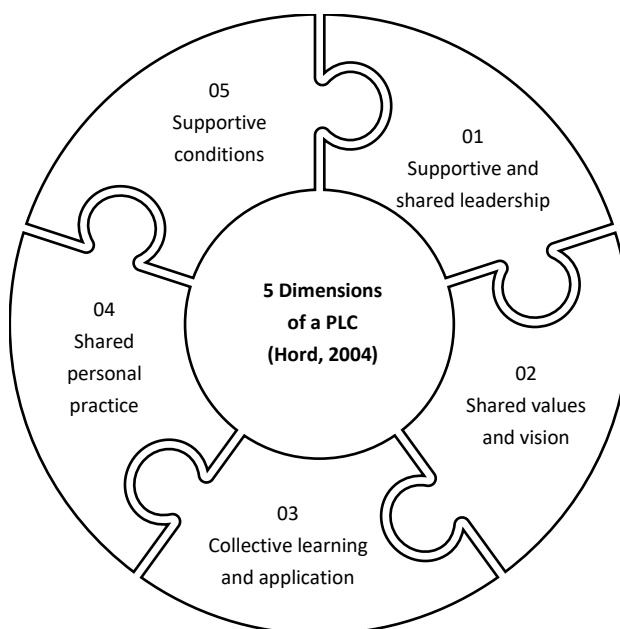 5 Dimensions
of a PLC
(Hord, 2004)
01
Supportive and
shared leadership
02
Shared values
and vision
03
Collective learning
and application
04
Shared
personal
practice
05
Supportive
conditions